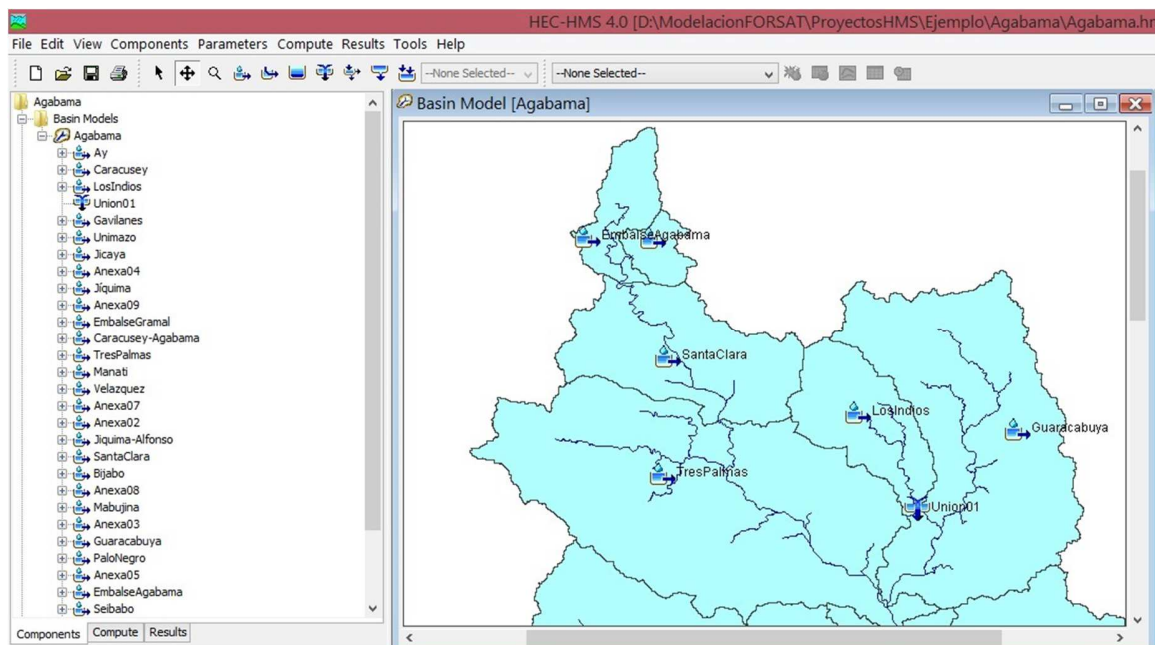 HEC-HMS 4.0 [D:\ModelacionFORSAT\ProyectosHMS\Ejemplo\Agabama\Agabama.hm
File Edit View Components Parameters Compute Results Tools Help
--None Selected-- --None Selected--
Agabama
Basin Models
Agabama
Ay
Caracusey
LosIndios
Union01
Gavilanes
Unimazo
Jicaya
Anexa04
Jíquima
Anexa09
EmbalseGramal
Caracusey-Agabama
TresPalmas
Manati
Velazquez
Anexa07
Anexa02
Jiquima-Alfonso
SantaClara
Bijabo
Anexa08
Mabujina
Anexa03
Guaracabuya
PaloNegro
Anexa05
EmbalseAgabama
Seibabo
Components Compute Results
Basin Model [Agabama]
EmbalseAgabama
SantaClara
LosIndios
Guaracabuya
TresPalmas
Union01